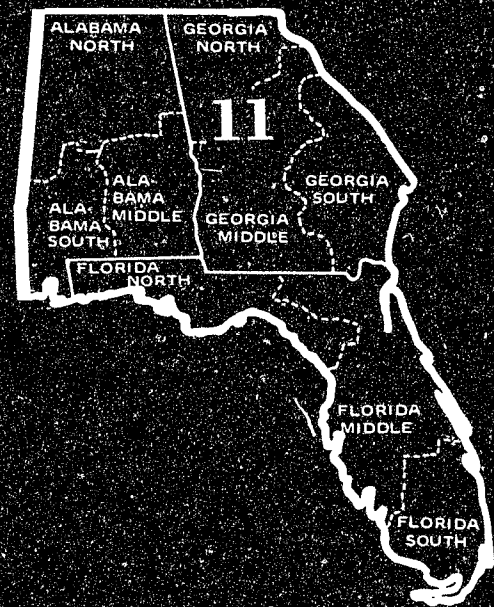 ALABAMA
NORTH
GEORGIA
NORTH
11
ALA-
BAMA
MIDDLE
GEORGIA
SOUTH
ALA-
BAMA
SOUTH
GEORGIA
MIDDLE
FLORIDA
NORTH
FLORIDA
MIDDLE
FLORIDA
SOUTH